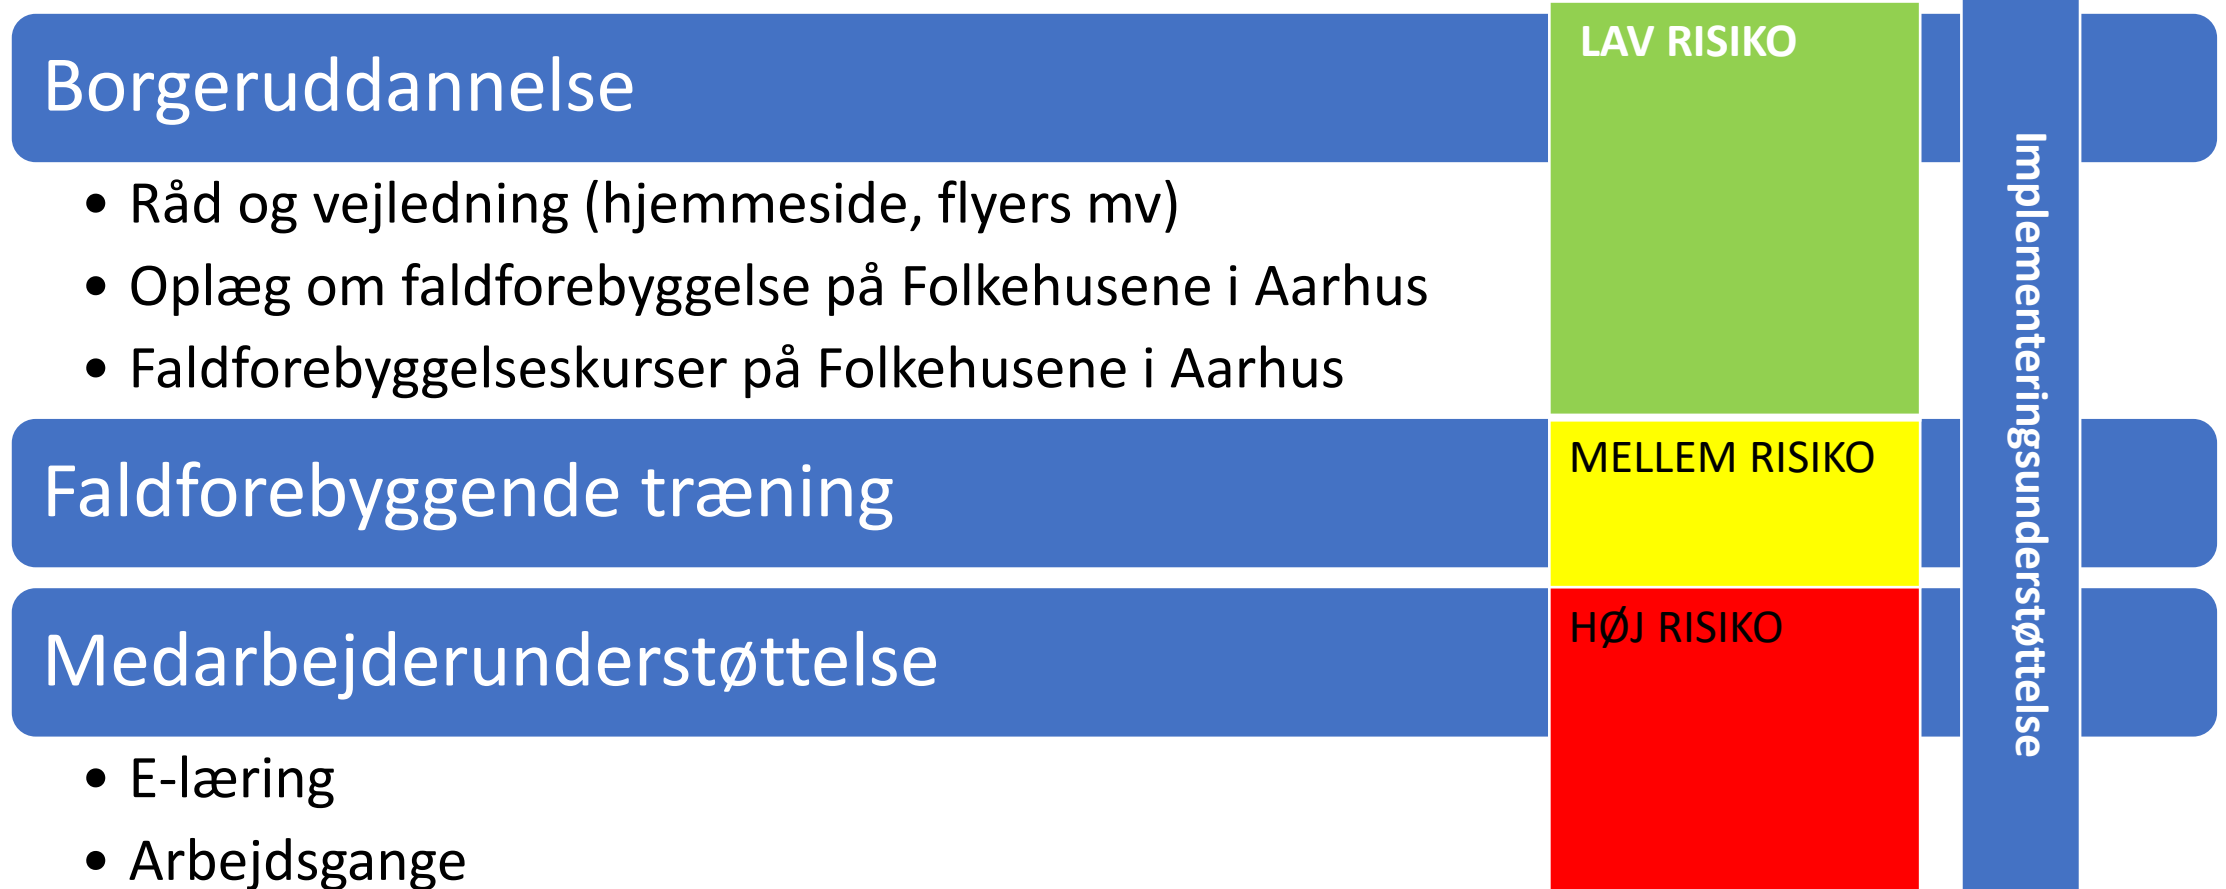 Borgeruddannelse
LAV RISIKO
• Råd og vejledning (hjemmeside, flyers mv)
• Oplæg om faldforebyggelse på Folkehusene i Aarhus
• Faldforebyggelseskurser på Folkehusene i Aarhus
Faldforebyggende træning
MELLEM RISIKO
Medarbejderunderstøttelse
HØJ RISIKO
• E-læring
• Arbejdsgange
Implementeringsunderstøttelse